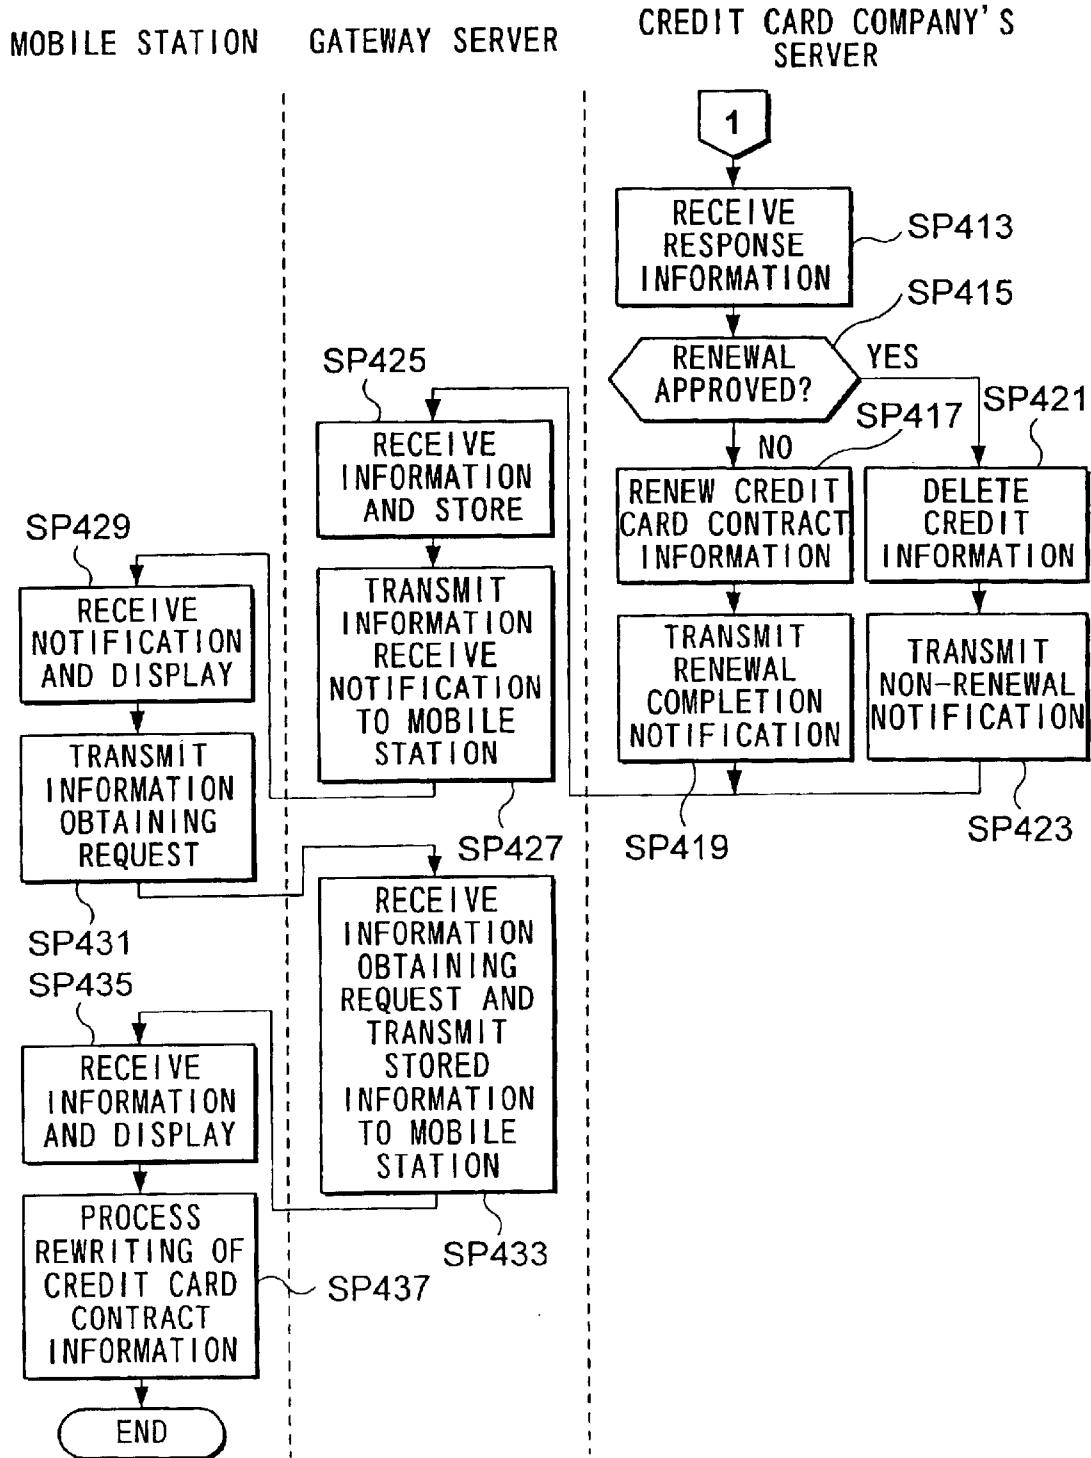 MOBILE STATION
GATEWAY SERVER
CREDIT CARD COMPANY'S
SERVER
1
RECEIVE
RESPONSE
INFORMATION
SP413
SP415
RENEWAL
APPROVED?
YES
NO
SP417
SP421
RENEW CREDIT
CARD CONTRACT
INFORMATION
DELETE
CREDIT
INFORMATION
TRANSMIT
RENEWAL
COMPLETION
NOTIFICATION
TRANSMIT
NON-RENEWAL
NOTIFICATION
SP419
SP423
SP425
RECEIVE
INFORMATION
AND STORE
TRANSMIT
INFORMATION
RECEIVE
NOTIFICATION
TO MOBILE
STATION
SP427
SP429
RECEIVE
NOTIFICATION
AND DISPLAY
TRANSMIT
INFORMATION
OBTAINING
REQUEST
SP431
RECEIVE
INFORMATION
OBTAINING
REQUEST AND
TRANSMIT
STORED
INFORMATION
TO MOBILE
STATION
SP433
SP435
RECEIVE
INFORMATION
AND DISPLAY
PROCESS
REWRITING OF
CREDIT CARD
CONTRACT
INFORMATION
SP437
END